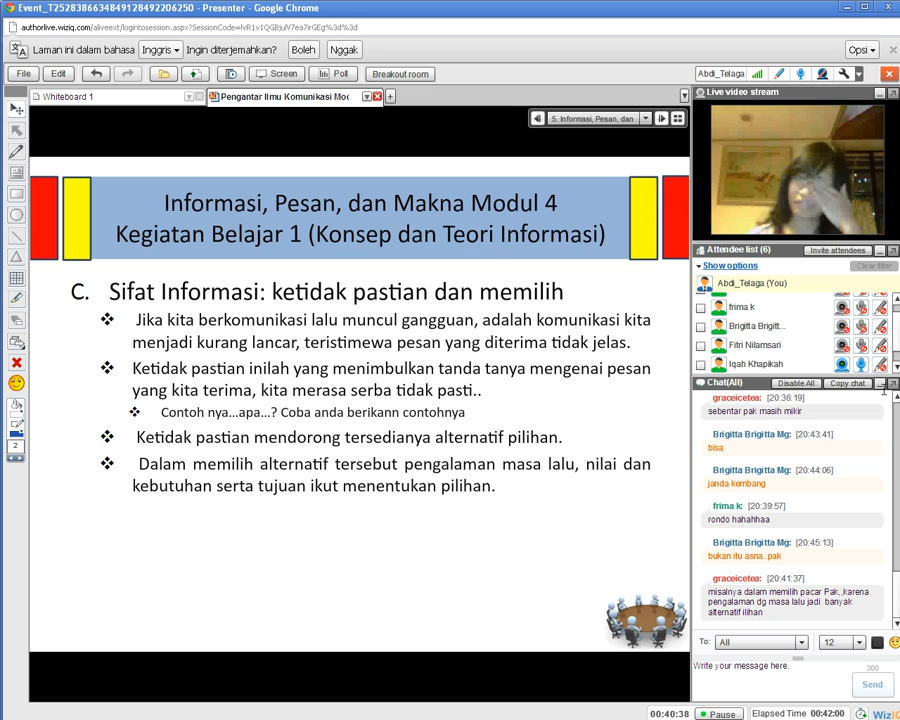 Event_T2528386634849128492206250 - Presenter - Google Chrome
authorlive.wiziq.com/aliveext/logintosession.aspx?SessionCode=lvR1v1QGBjulV7ea7irGEg%3d%3d
Laman ini dalam bahasa Inggris Ingin diterjemahkan? Boleh Nggak Opsi
File Edit Screen Poll Breakout room Abdi_Telaga
Whiteboard 1 Pengantar Ilmu Komunikasi Moc
Live video stream
5. Informasi, Pesan, dan
Informasi, Pesan, dan Makna Modul 4
Kegiatan Belajar 1 (Konsep dan Teori Informasi)
C. Sifat Informasi: ketidak pastian dan memilih
❖ Jika kita berkomunikasi lalu muncul gangguan, adalah komunikasi kita
menjadi kurang lancar, teristimewa pesan yang diterima tidak jelas.
❖ Ketidak pastian inilah yang menimbulkan tanda tanya mengenai pesan
yang kita terima, kita merasa serba tidak pasti..
❖ Contoh nya...apa...? Coba anda berikann contohnya
❖ Ketidak pastian mendorong tersedianya alternatif pilihan.
❖ Dalam memilih alternatif tersebut pengalaman masa lalu, nilai dan
kebutuhan serta tujuan ikut menentukan pilihan.
2
Attendee list (6) Invite attendees
Show options Clear filter
Abdi_Telaga (You)
frima k
Brigitta Brigitt...
Fitri Nilamsari
Iqah Khapikah
Chat(All) Disable All Copy chat
graceicetea: [20:36:19]
sebentar pak masih mikir
Brigitta Brigitta Mg: [20:43:41]
bisa
Brigitta Brigitta Mg: [20:44:06]
janda kembang
frima k: [20:39:57]
rondo hahahhaa
Brigitta Brigitta Mg: [20:45:13]
bukan itu asna..pak
graceicetea: [20:41:37]
misalnya dalam memilih pacar Pak,,karena
pengalaman dg masa lalu jadi banyak
alternatif ilihan
To: All 12
Write your message here.
300
Send
00:40:38 Pause Elapsed Time 00:42:00 WizIQ